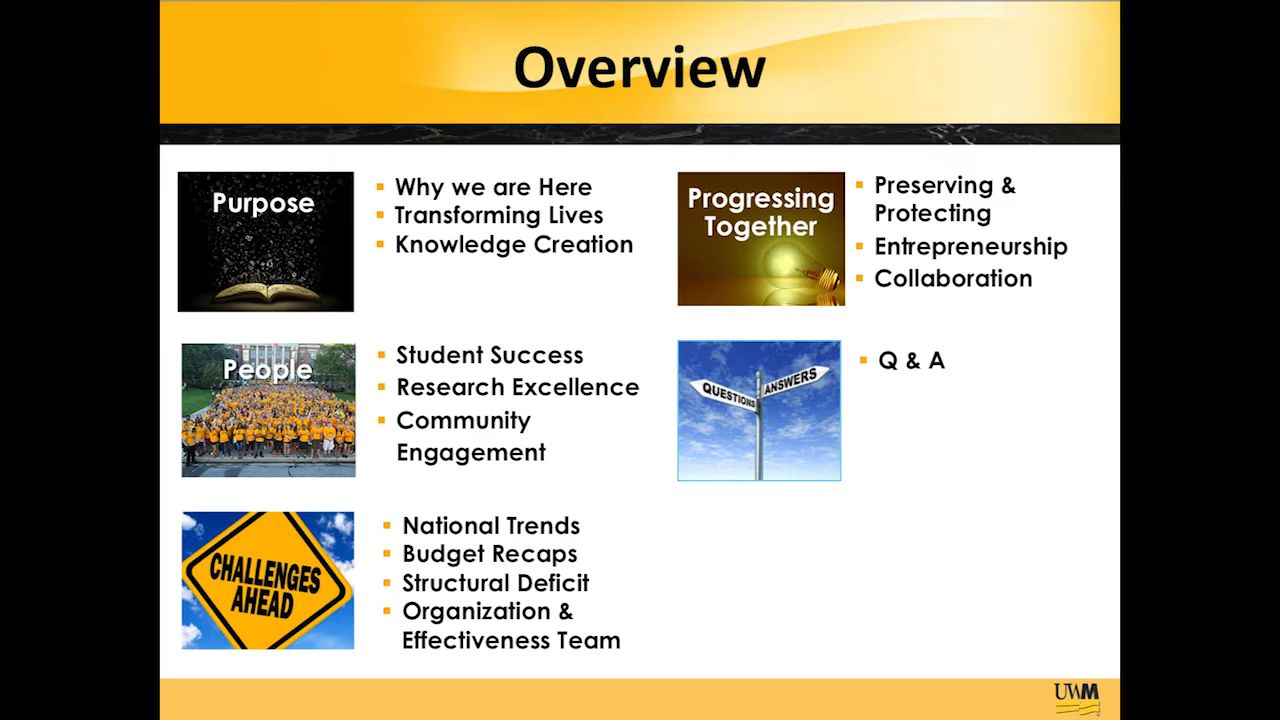 Overview
Purpose
Why we are Here
Transforming Lives
Knowledge Creation
People
Student Success
Research Excellence
Community
Engagement
CHALLENGES
AHEAD
National Trends
Budget Recaps
Structural Deficit
Organization &
Effectiveness Team
Progressing
Together
Preserving &
Protecting
Entrepreneurship
Collaboration
QUESTIONS
ANSWERS
Q & A
UWM